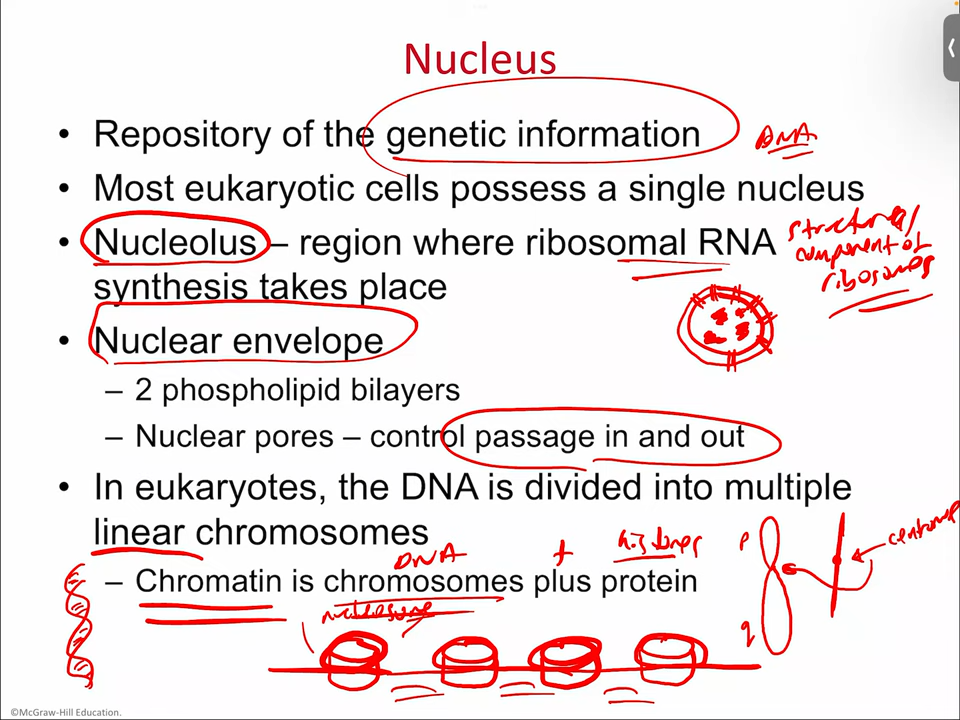 Nucleus
• Repository of the genetic information
DNA
• Most eukaryotic cells possess a single nucleus
• Nucleolus – region where ribosomal RNA
synthesis takes place
structural/
component of
ribosomes
• Nuclear envelope
– 2 phospholipid bilayers
– Nuclear pores – control passage in and out
• In eukaryotes, the DNA is divided into multiple
linear chromosomes
DNA + histones
– Chromatin is chromosomes plus protein
nucleosome
p
q
©McGraw-Hill Education.